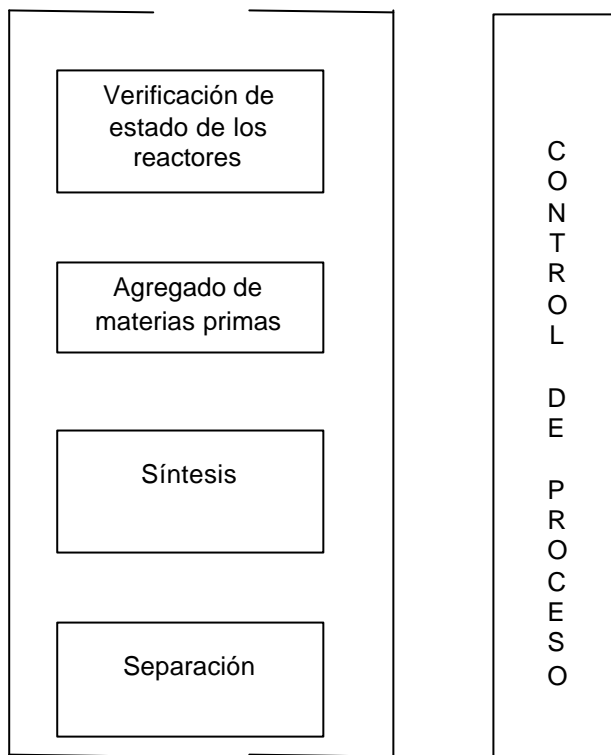 Verificación de
estado de los
reactores
Agregado de
materias primas
Síntesis
Separación
C
O
N
T
R
O
L
D
E
P
R
O
C
E
S
O